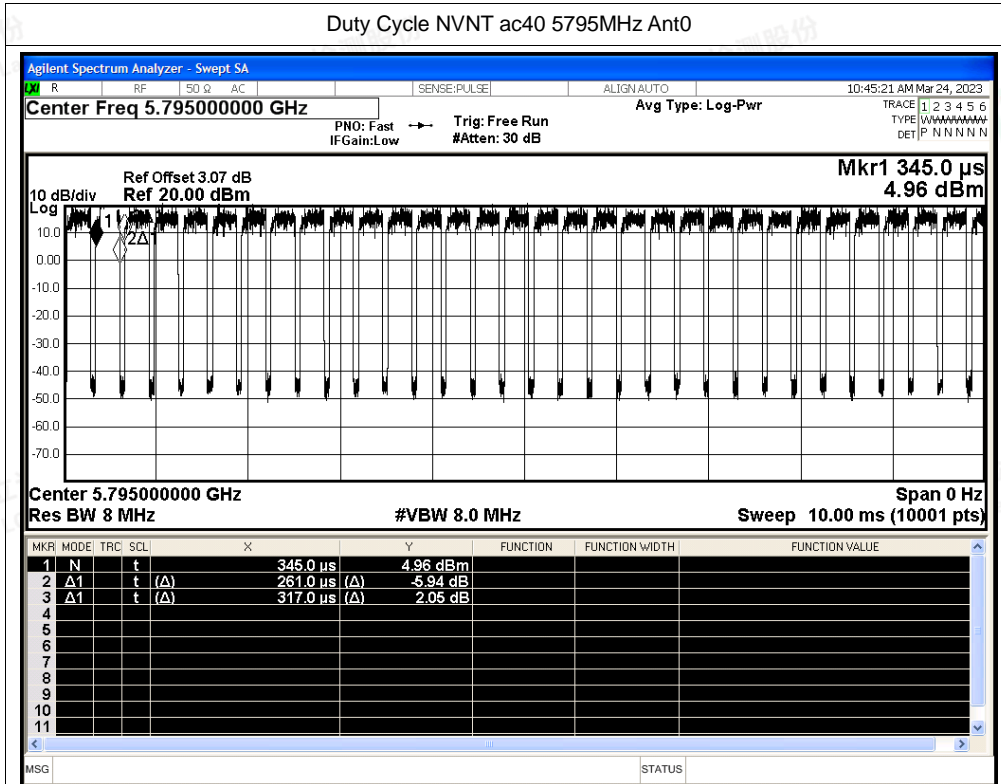 Duty Cycle NVNT ac40 5795MHz Ant0
Agilent Spectrum Analyzer - Swept SA
LXI R RF 50 Ω AC SENSE:PULSE ALIGN AUTO 10:45:21 AM Mar 24, 2023
Center Freq 5.795000000 GHz Avg Type: Log-Pwr TRACE 1 2 3 4 5 6
PNO: Fast Trig: Free Run TYPE
IFGain:Low #Atten: 30 dB DET P N N N N N
Ref Offset 3.07 dB Mkr1 345.0 µs
10 dB/div Ref 20.00 dBm 4.96 dBm
Log
1
10.0
2Δ1
0.00
-10.0
-20.0
-30.0
-40.0
-50.0
-60.0
-70.0
Center 5.795000000 GHz Span 0 Hz
Res BW 8 MHz #VBW 8.0 MHz Sweep 10.00 ms (10001 pts)
MKR MODE TRC SCL X Y FUNCTION FUNCTION WIDTH FUNCTION VALUE
1 N t 345.0 µs 4.96 dBm
2 Δ1 t (Δ) 261.0 µs (Δ) -5.94 dB
3 Δ1 t (Δ) 317.0 µs (Δ) 2.05 dB
4
5
6
7
8
9
10
11
MSG STATUS